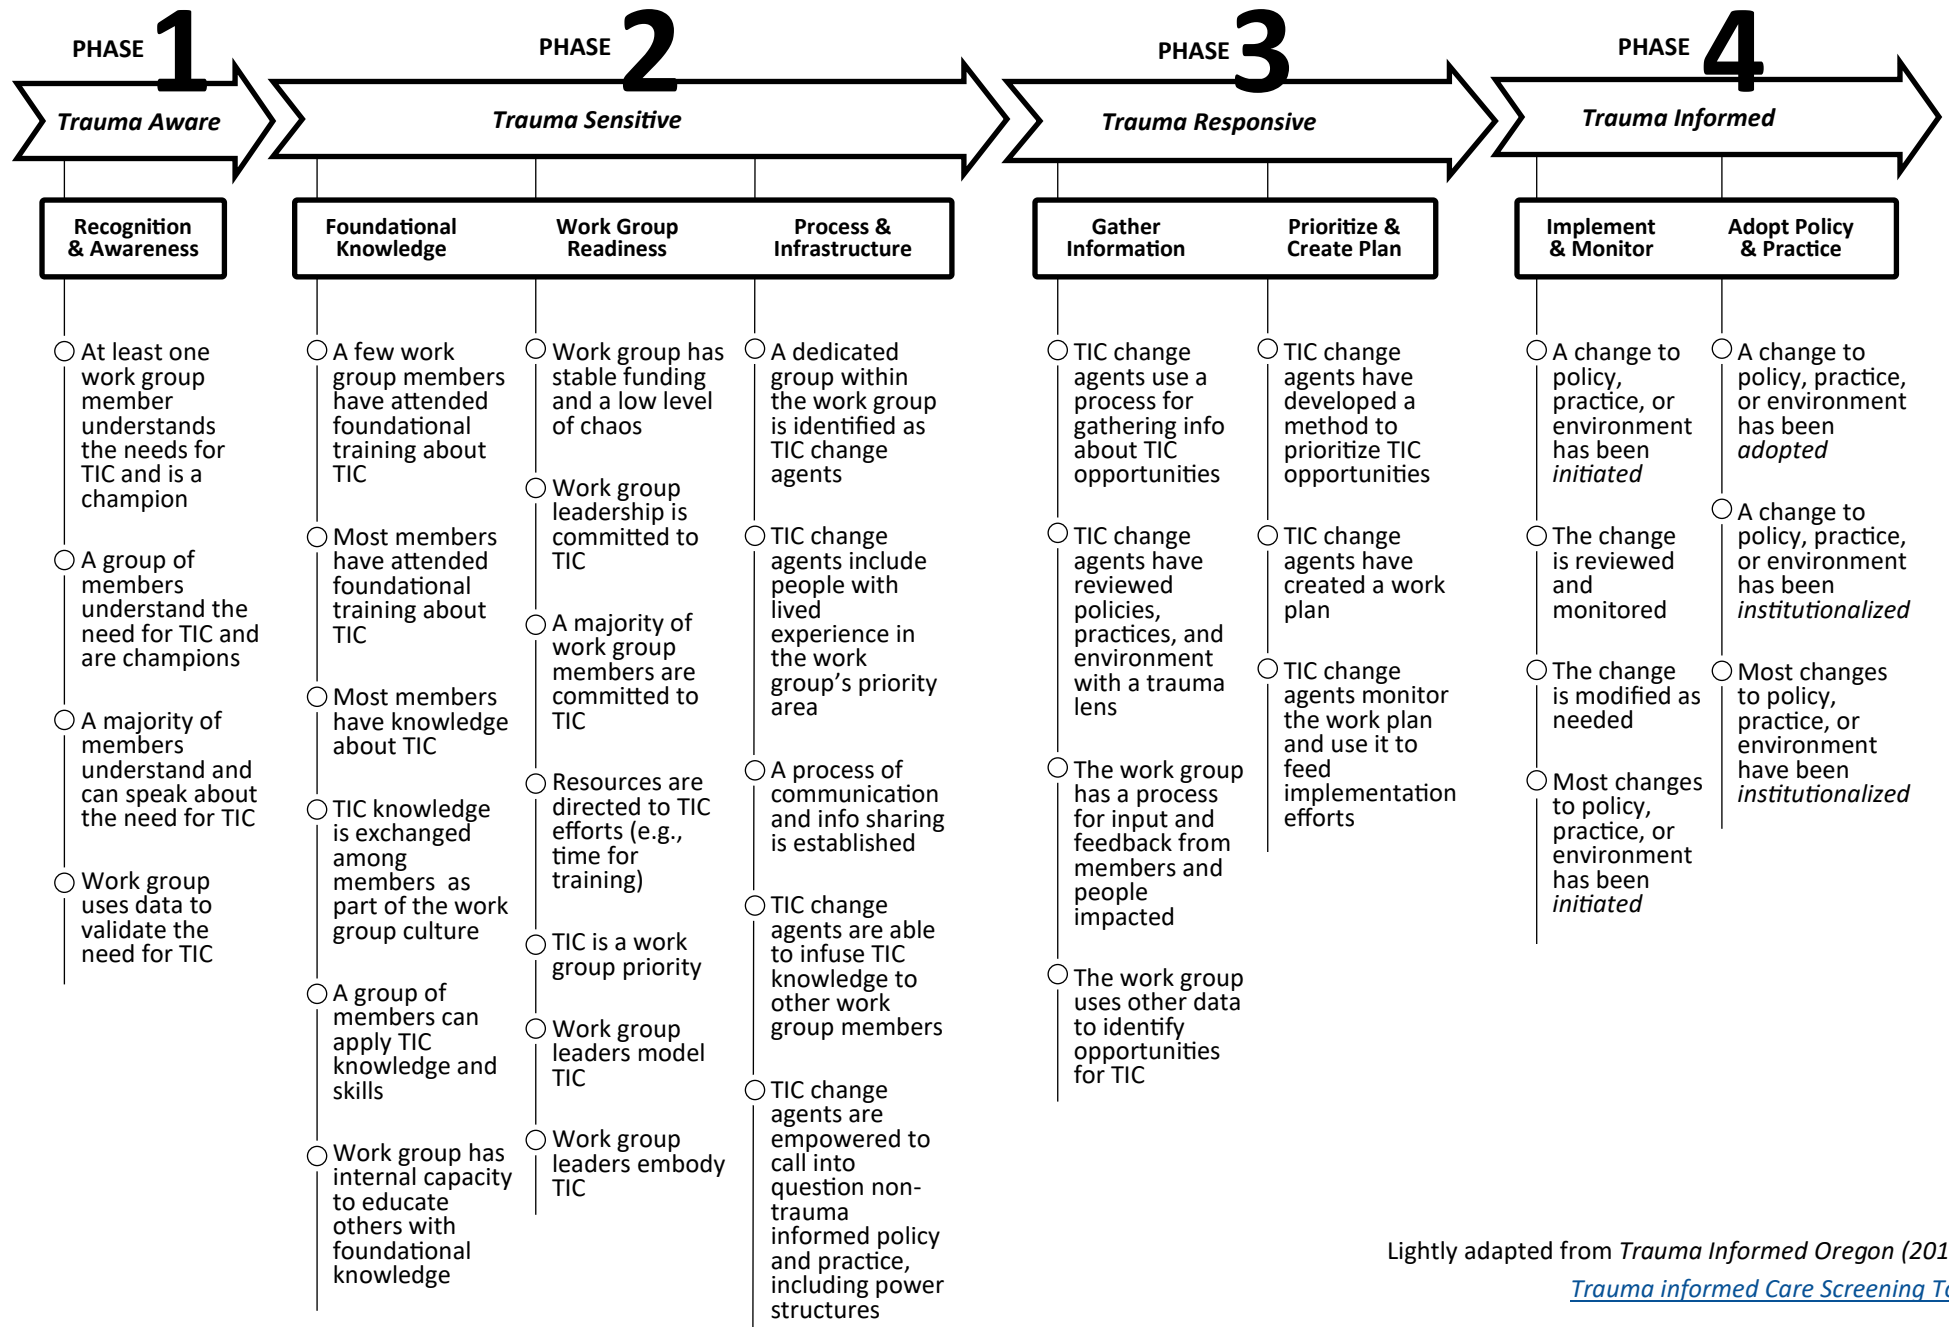 PHASE 1
Trauma Aware
Recognition
& Awareness
At least one
work group
member
understands
the needs for
TIC and is a
champion
A group of
members
understand the
need for TIC and
are champions
A majority of
members
understand and
can speak about
the need for TIC
Work group
uses data to
validate the
need for TIC
PHASE 2
Trauma Sensitive
Foundational
Knowledge
A few work
group members
have attended
foundational
training about
TIC
Most members
have attended
foundational
training about
TIC
Most members
have knowledge
about TIC
TIC knowledge
is exchanged
among
members as
part of the work
group culture
A group of
members can
apply TIC
knowledge and
skills
Work group has
internal capacity
to educate
others with
foundational
knowledge
Work Group
Readiness
Work group has
stable funding
and a low level
of chaos
Work group
leadership is
committed to
TIC
A majority of
work group
members are
committed to
TIC
Resources are
directed to TIC
efforts (e.g.,
time for
training)
TIC is a work
group priority
Work group
leaders model
TIC
Work group
leaders embody
TIC
Process &
Infrastructure
A dedicated
group within
the work group
is identified as
TIC change
agents
TIC change
agents include
people with
lived
experience in
the work
group's priority
area
A process of
communication
and info sharing
is established
TIC change
agents are able
to infuse TIC
knowledge to
other work
group members
TIC change
agents are
empowered to
call into
question non-
trauma
informed policy
and practice,
including power
structures
PHASE 3
Trauma Responsive
Gather
Information
TIC change
agents use a
process for
gathering info
about TIC
opportunities
TIC change
agents have
reviewed
policies,
practices, and
environment
with a trauma
lens
The work group
has a process
for input and
feedback from
members and
people
impacted
The work group
uses other data
to identify
opportunities
for TIC
Prioritize &
Create Plan
TIC change
agents have
developed a
method to
prioritize TIC
opportunities
TIC change
agents have
created a work
plan
TIC change
agents monitor
the work plan
and use it to
feed
implementation
efforts
PHASE 4
Trauma Informed
Implement
& Monitor
A change to
policy,
practice, or
environment
has been
initiated
The change
is reviewed
and
monitored
The change
is modified as
needed
Most changes
to policy,
practice, or
environment
has been
initiated
Adopt Policy
& Practice
A change to
policy, practice,
or environment
has been
adopted
A change to
policy, practice,
or environment
has been
institutionalized
Most changes
to policy,
practice, or
environment
have been
institutionalized
Lightly adapted from Trauma Informed Oregon (201
Trauma informed Care Screening To